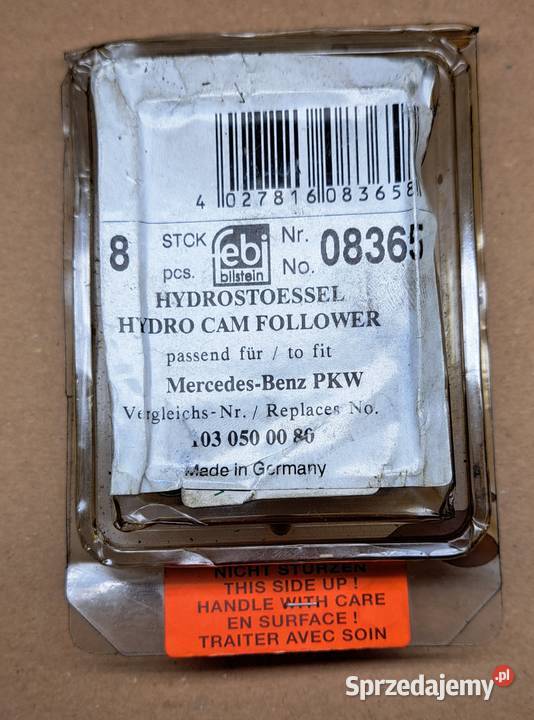 4 027816 083658
8 STCK pcs. febi bilstein Nr. No. 08365
HYDROSTOESSEL
HYDRO CAM FOLLOWER
passend für / to fit
Mercedes-Benz PKW
Vergleichs-Nr. / Replaces No.
103 050 00 80
Made in Germany
NICHT STÜRZEN
THIS SIDE UP !
HANDLE WITH CARE
EN SURFACE !
TRAITER AVEC SOIN
Sprzedajemy.pl